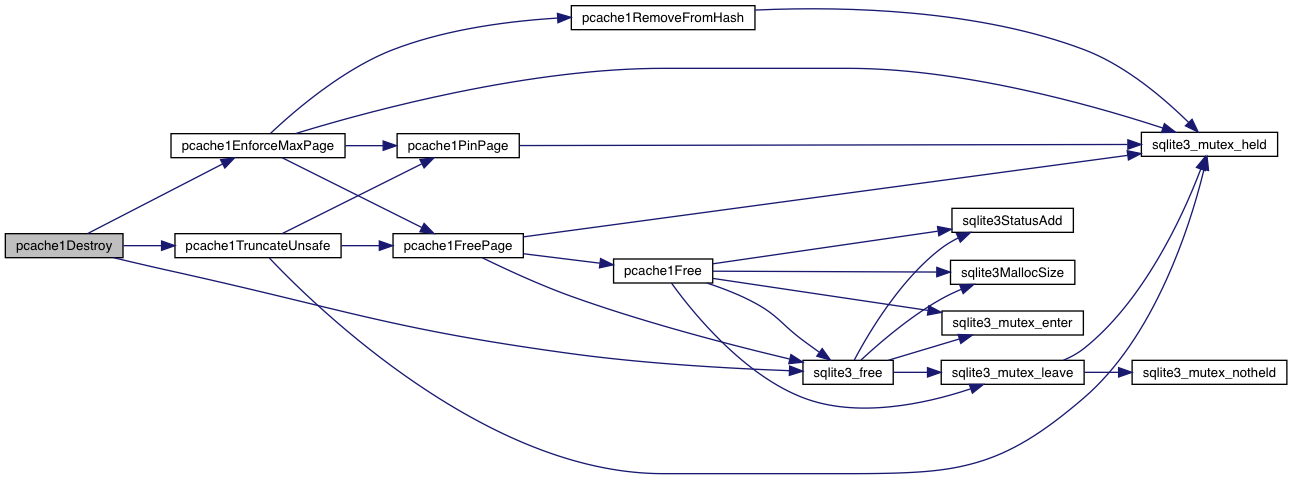 pcache1RemoveFromHash
pcache1EnforceMaxPage
pcache1PinPage
sqlite3_mutex_held
pcache1Destroy
pcache1TruncateUnsafe
pcache1FreePage
sqlite3StatusAdd
pcache1Free
sqlite3MallocSize
sqlite3_mutex_enter
sqlite3_free
sqlite3_mutex_leave
sqlite3_mutex_notheld